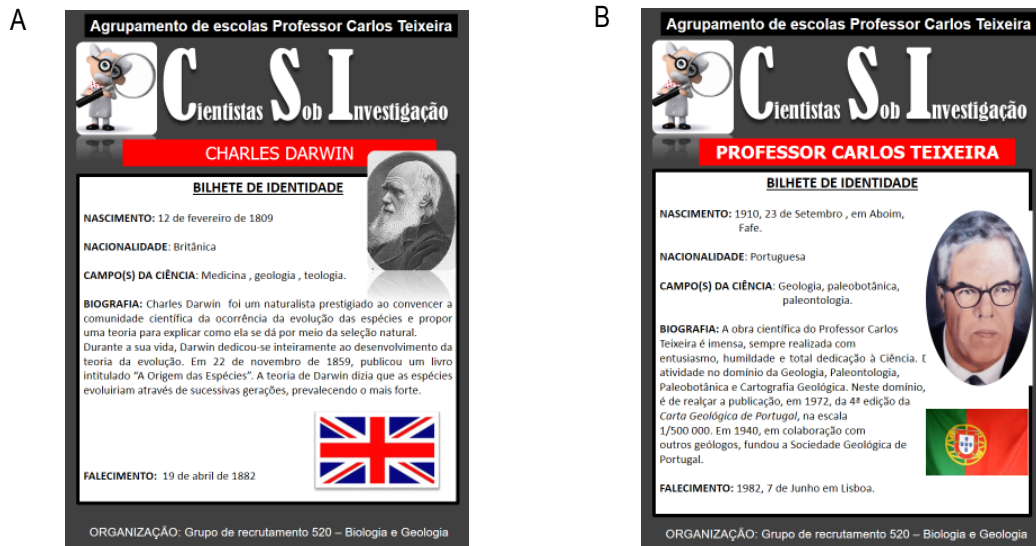 A
Agrupamento de escolas Professor Carlos Teixeira
Cientistas Sob Investigação
CHARLES DARWIN
BILHETE DE IDENTIDADE
NASCIMENTO: 12 de fevereiro de 1809
NACIONALIDADE: Britânica
CAMPO(S) DA CIÊNCIA: Medicina , geologia , teologia.
BIOGRAFIA: Charles Darwin foi um naturalista prestigiado ao convencer a
comunidade científica da ocorrência da evolução das espécies e propor
uma teoria para explicar como ela se dá por meio da seleção natural.
Durante a sua vida, Darwin dedicou-se inteiramente ao desenvolvimento da
teoria da evolução. Em 22 de novembro de 1859, publicou um livro
intitulado “A Origem das Espécies”. A teoria de Darwin dizia que as espécies
evoluiriam através de sucessivas gerações, prevalecendo o mais forte.
FALECIMENTO: 19 de abril de 1882
ORGANIZAÇÃO: Grupo de recrutamento 520 – Biologia e Geologia
B
Agrupamento de escolas Professor Carlos Teixeira
Cientistas Sob Investigação
PROFESSOR CARLOS TEIXEIRA
BILHETE DE IDENTIDADE
NASCIMENTO: 1910, 23 de Setembro , em Aboim,
Fafe.
NACIONALIDADE: Portuguesa
CAMPO(S) DA CIÊNCIA: Geologia, paleobotânica,
paleontologia.
BIOGRAFIA: A obra científica do Professor Carlos
Teixeira é imensa, sempre realizada com
entusiasmo, humildade e total dedicação à Ciência.
atividade no domínio da Geologia, Paleontologia,
Paleobotânica e Cartografia Geológica. Neste domínio,
é de realçar a publicação, em 1972, da 4ª edição da
Carta Geológica de Portugal, na escala
1/500 000. Em 1940, em colaboração com
outros geólogos, fundou a Sociedade Geológica de
Portugal.
FALECIMENTO: 1982, 7 de Junho em Lisboa.
ORGANIZAÇÃO: Grupo de recrutamento 520 – Biologia e Geologia